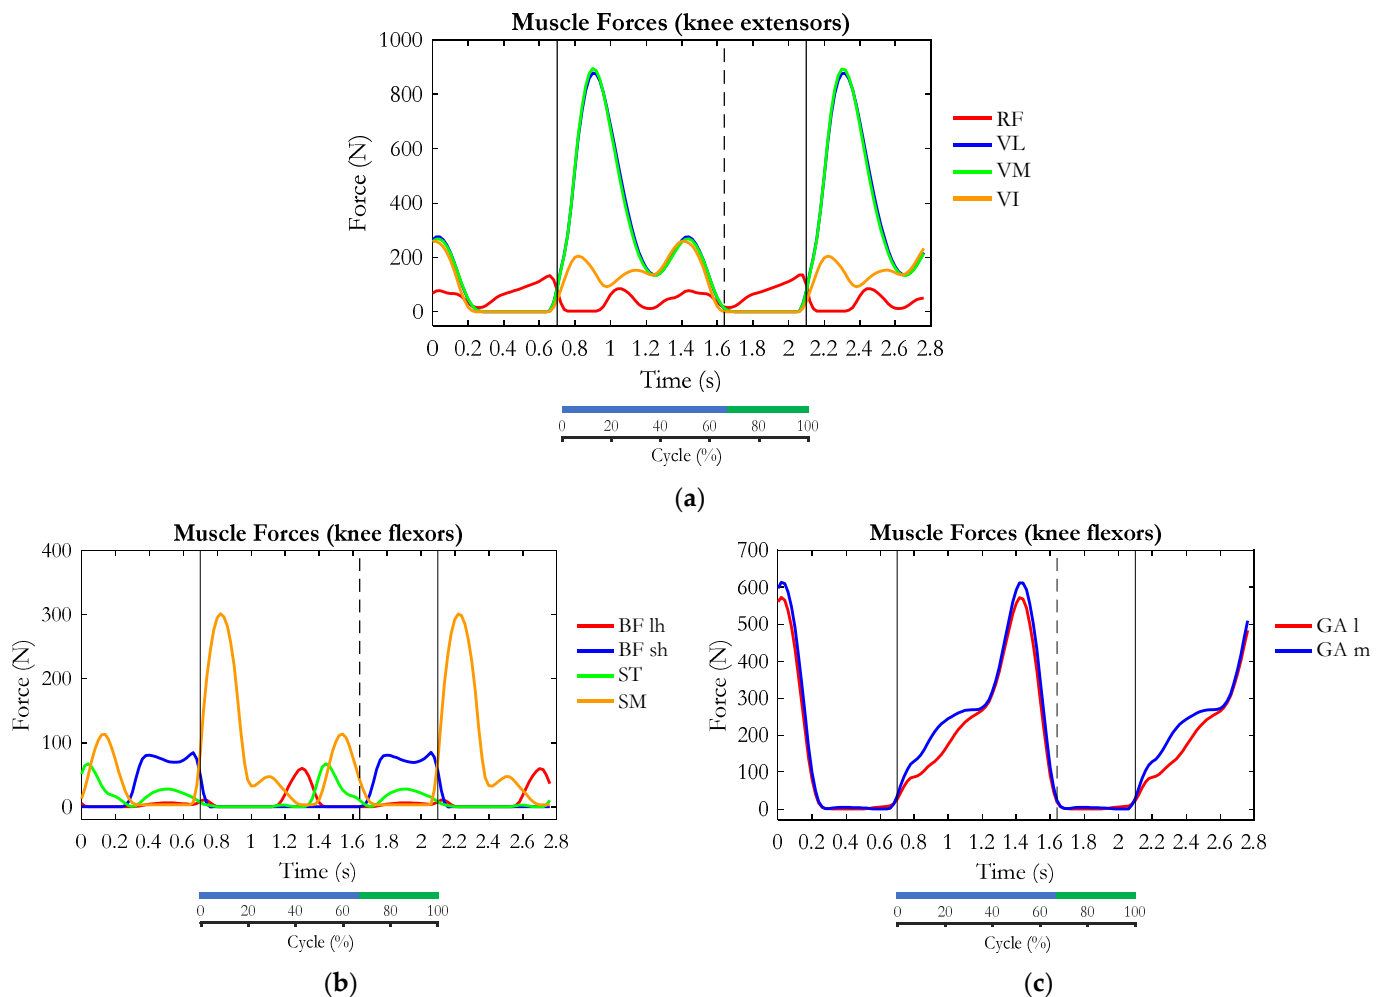 Muscle Forces (knee extensors)
1000
800
600
400
200
0
Force (N)
0 0.2 0.4 0.6 0.8 1 1.2 1.4 1.6 1.8 2 2.2 2.4 2.6 2.8
Time (s)
RF
VL
VM
VI
0 20 40 60 80 100
Cycle (%)
(a)
Muscle Forces (knee flexors)
400
300
200
100
0
Force (N)
0 0.2 0.4 0.6 0.8 1 1.2 1.4 1.6 1.8 2 2.2 2.4 2.6 2.8
Time (s)
BF lh
BF sh
ST
SM
0 20 40 60 80 100
Cycle (%)
(b)
Muscle Forces (knee flexors)
700
600
500
400
300
200
100
0
Force (N)
0 0.2 0.4 0.6 0.8 1 1.2 1.4 1.6 1.8 2 2.2 2.4 2.6 2.8
Time (s)
GA l
GA m
0 20 40 60 80 100
Cycle (%)
(c)